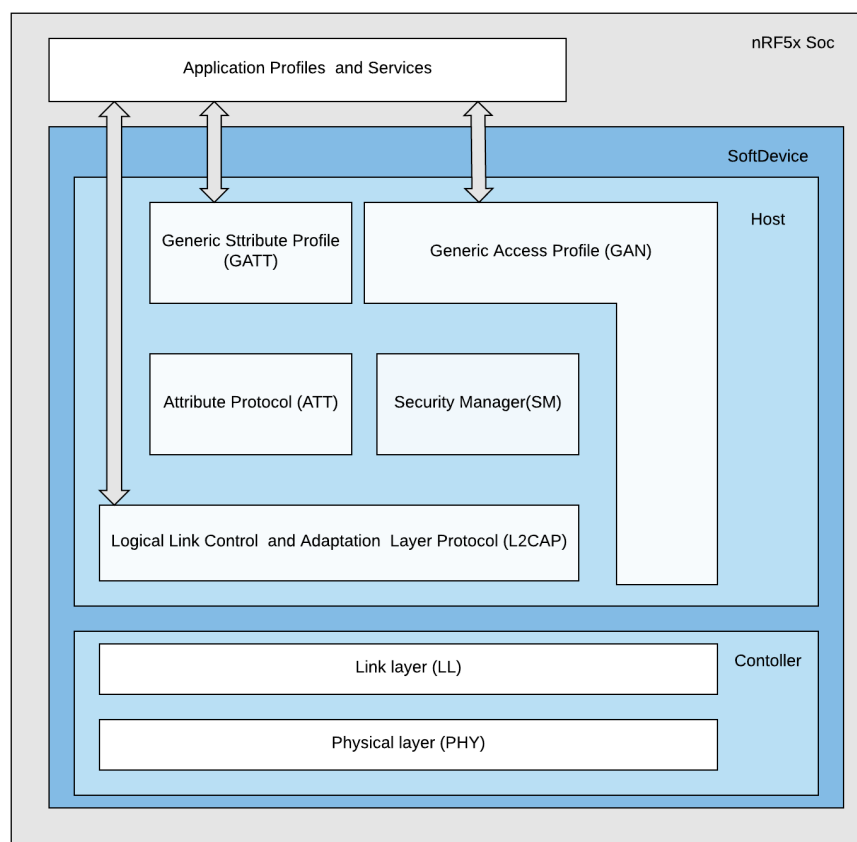 nRF5x Soc
Application Profiles and Services
SoftDevice
Host
Generic Sttribute Profile
(GATT)
Generic Access Profile (GAN)
Attribute Protocol (ATT)
Security Manager(SM)
Logical Link Control and Adaptation Layer Protocol (L2CAP)
Contoller
Link layer (LL)
Physical layer (PHY)